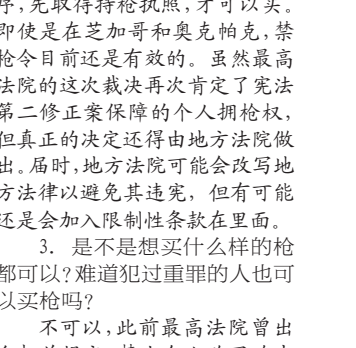 序,先取得持枪执照,才可以买。
即使是在芝加哥和奥克帕克,禁
枪令目前还是有效的。虽然最高
法院的这次裁决再次肯定了宪法
第二修正案保障的个人拥枪权,
但真正的决定还得由地方法院做
出。届时,地方法院可能会改写地
方法律以避免其违宪,但有可能
还是会加入限制性条款在里面。
3. 是不是想买什么样的枪
都可以?难道犯过重罪的人也可
以买枪吗?
不可以,此前最高法院曾出